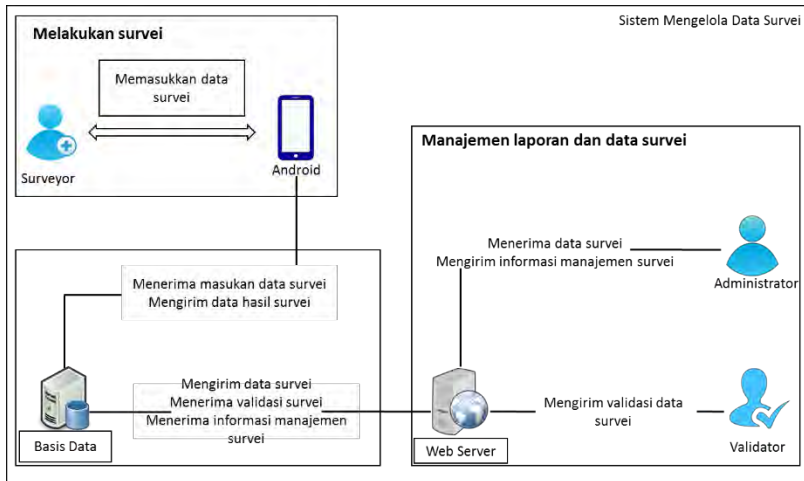 Sistem Mengelola Data Survei
Melakukan survei
Memasukkan data
survei
Surveyor
Android
Manajemen laporan dan data survei
Menerima data survei
Mengirim informasi manajemen survei
Administrator
Menerima masukan data survei
Mengirim data hasil survei
Mengirim data survei
Menerima validasi survei
Menerima informasi manajemen
survei
Basis Data
Web Server
Mengirim validasi data
survei
Validator